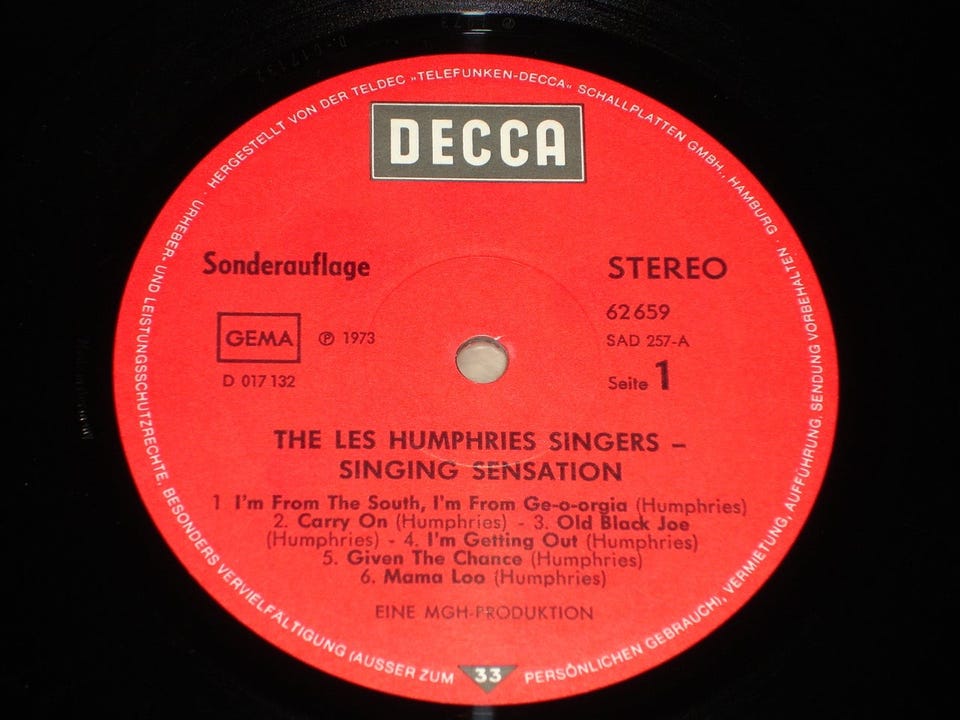 HERGESTELLT VON DER TELDEC »TELEFUNKEN-DECCA« SCHALLPLATTEN GMBH., HAMBURG · 
URHEBER- UND LEISTUNGSSCHUTZRECHTE, BESONDERS VERVIELFÄLTIGUNG (AUSSER ZUM PERSÖNLICHEN GEBRAUCH), VERMIETUNG, AUFFÜHRUNG, SENDUNG VORBEHALTEN ·
DECCA
Sonderauflage
STEREO
62 659
GEMA
℗ 1973
SAD 257-A
D 017 132
Seite 1
THE LES HUMPHRIES SINGERS –
SINGING SENSATION
1 I'm From The South, I'm From Ge-o-orgia (Humphries)
2. Carry On (Humphries) - 3. Old Black Joe
(Humphries) - 4. I'm Getting Out (Humphries)
5. Given The Chance (Humphries)
6. Mama Loo (Humphries)
EINE MGH-PRODUKTION
33